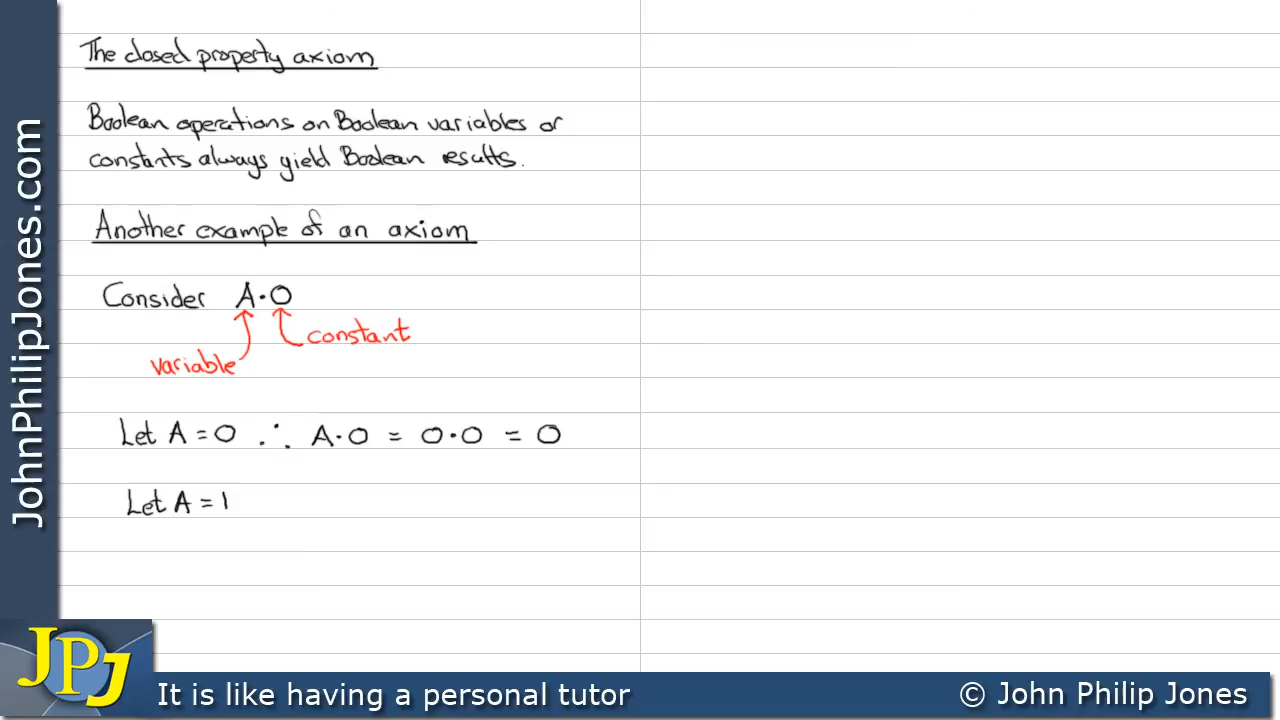 The closed property axiom
Boolean operations on Boolean variables or
constants always yield Boolean results.
Another example of an axiom
Consider A·0
constant
variable
Let A = 0 ∴ A·0 = 0·0 = 0
Let A = 1
JohnPhilipJones.com
JPJ
It is like having a personal tutor
© John Philip Jones